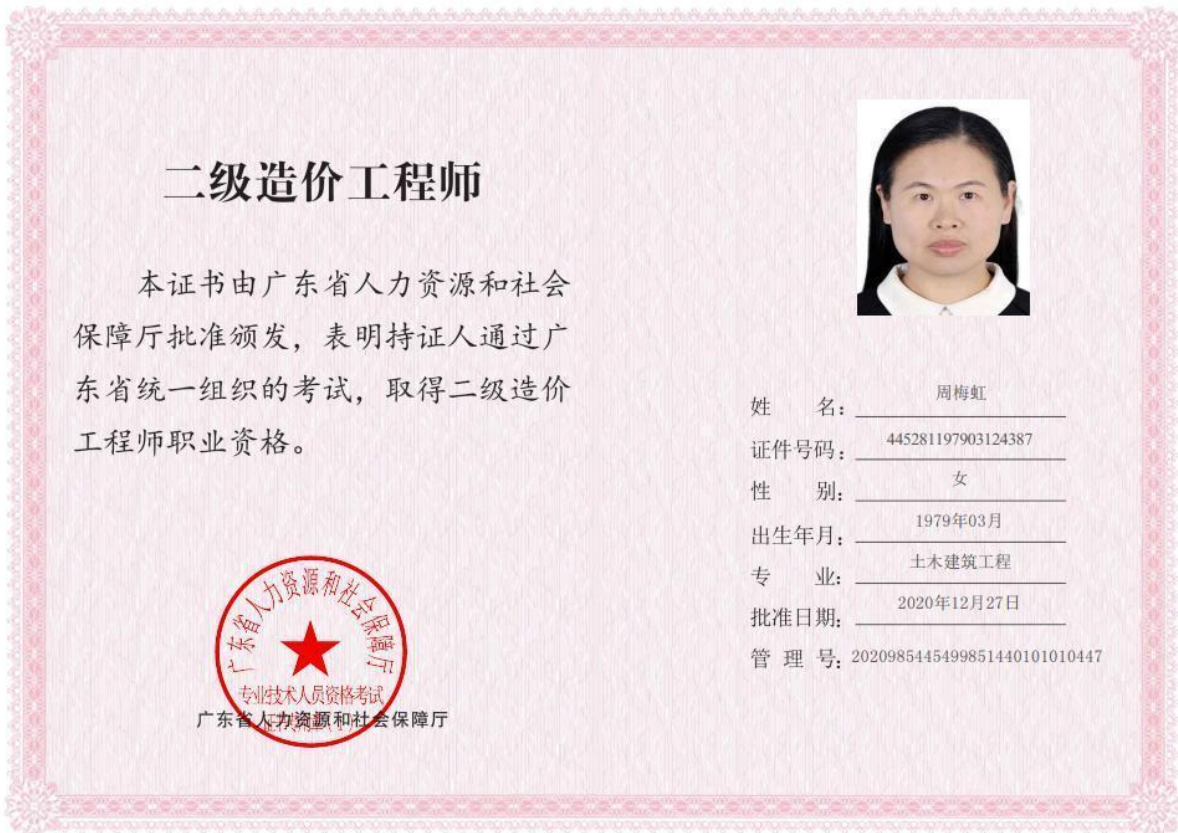 二级造价工程师
本证书由广东省人力资源和社会
保障厅批准颁发，表明持证人通过广
东省统一组织的考试，取得二级造价
工程师职业资格。
广东省人力资源和社会保障厅
专业技术人员资格考试
广东省人力资源和社会保障厅
姓 名：周梅虹
证件号码：445281197903124387
性 别：女
出生年月：1979年03月
专 业：土木建筑工程
批准日期：2020年12月27日
管 理 号：20209854454998514401010​10447